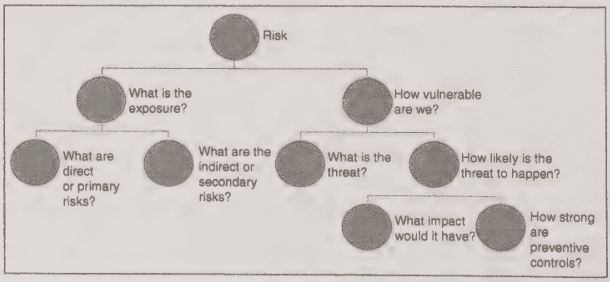 Risk
What is the
exposure?
How vulnerable
are we?
What are
direct
or primary
risks?
What are the
indirect or
secondary
risks?
What is the
threat?
How likely is the
threat to happen?
What impact
would it have?
How strong
are
preventive
controls?